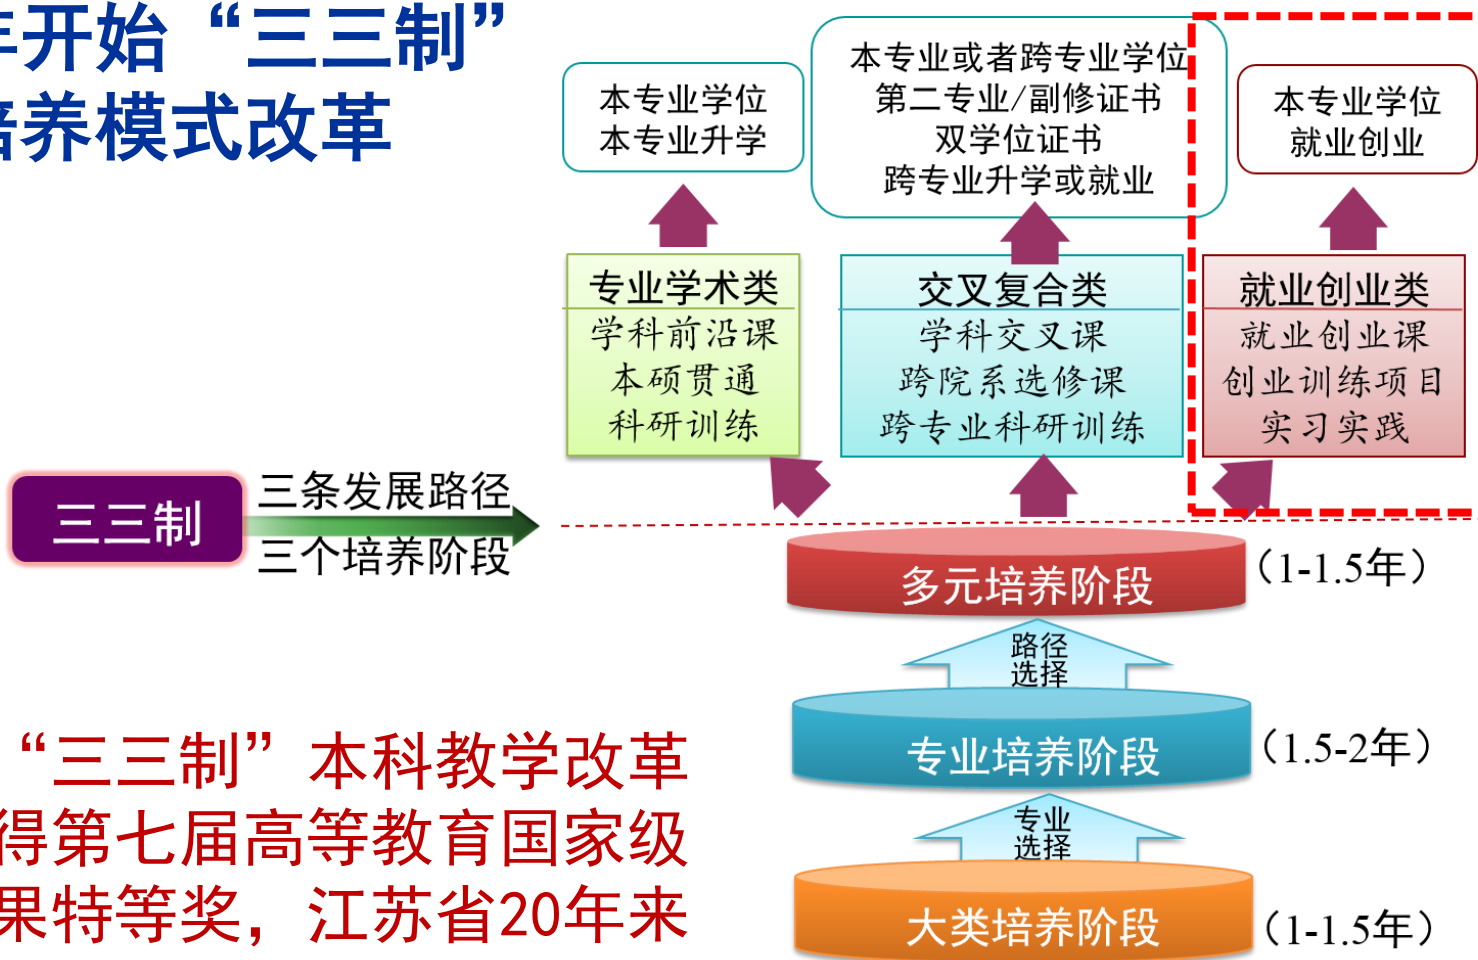 年开始“三三制”
培养模式改革
本专业学位
本专业升学
本专业或者跨专业学位
第二专业/副修证书
双学位证书
跨专业升学或就业
本专业学位
就业创业
专业学术类
学科前沿课
本硕贯通
科研训练
交叉复合类
学科交叉课
跨院系选修课
跨专业科研训练
就业创业类
就业创业课
创业训练项目
实习实践
三三制
三条发展路径
三个培养阶段
多元培养阶段
（1-1.5年）
路径
选择
专业培养阶段
（1.5-2年）
专业
选择
大类培养阶段
（1-1.5年）
“三三制”本科教学改革
得第七届高等教育国家级
果特等奖，江苏省20年来